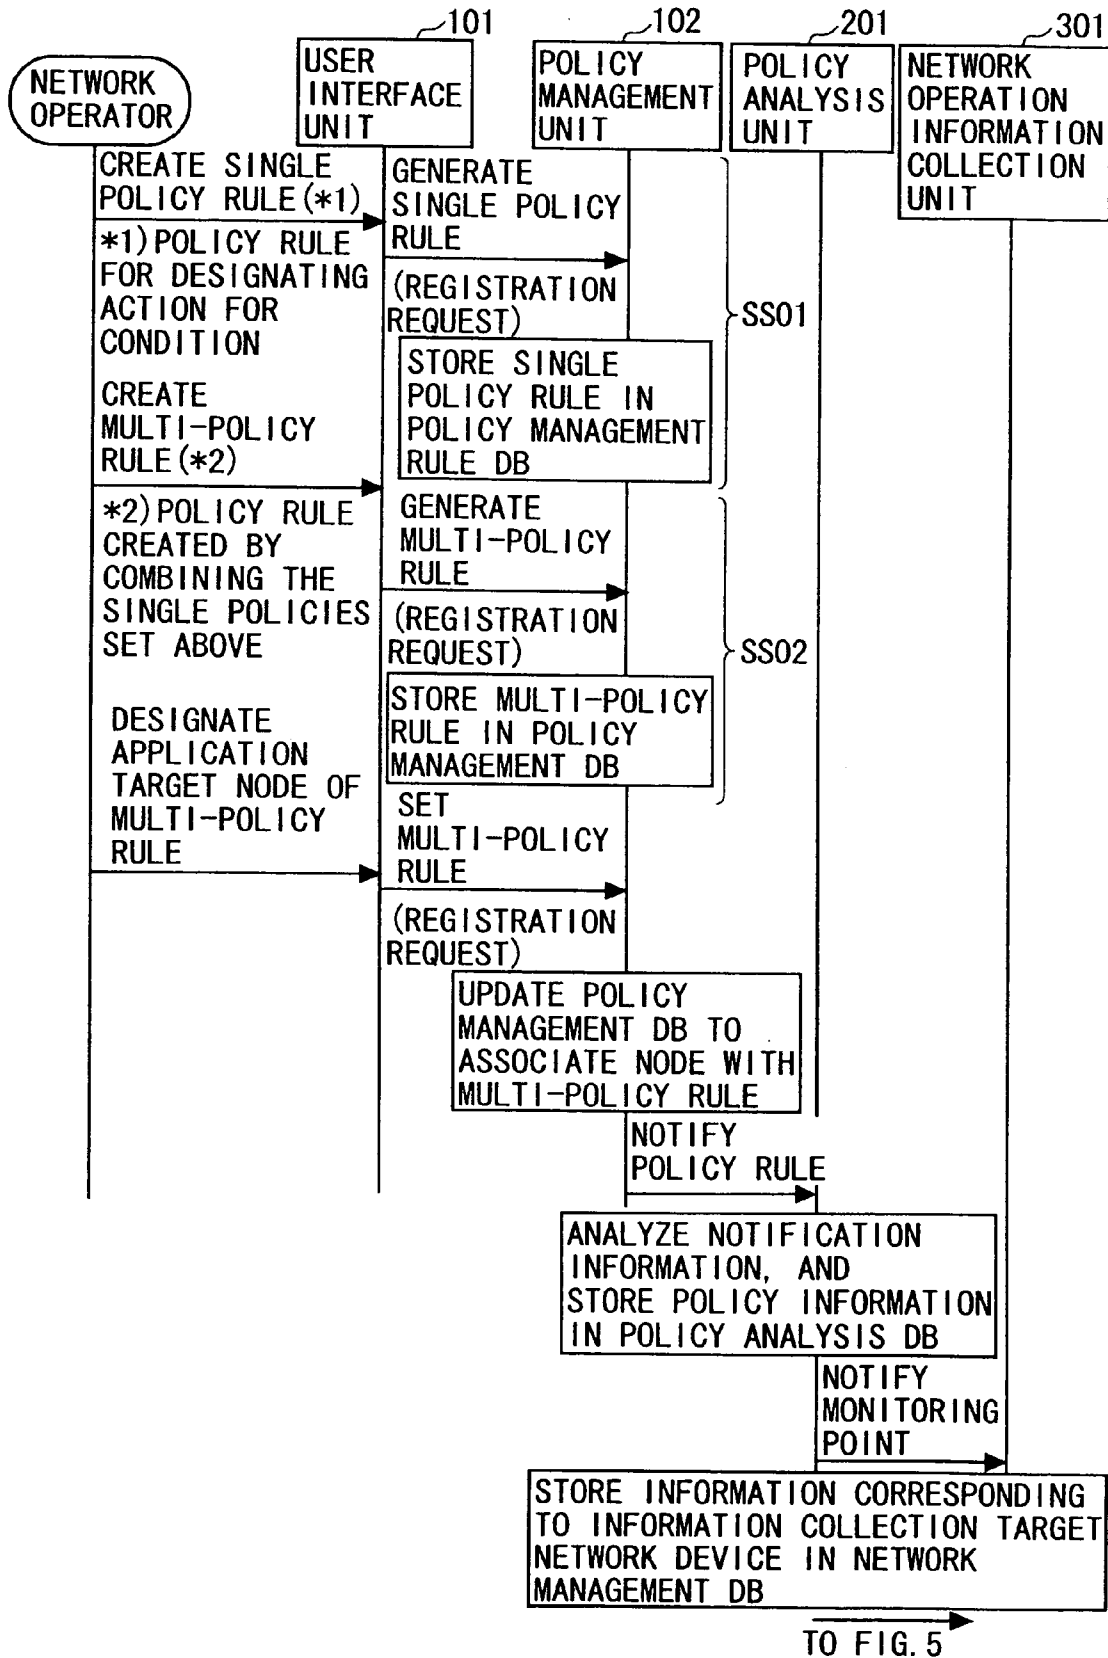 101
102
201
301
NETWORK
OPERATOR
USER
INTERFACE
UNIT
POLICY
MANAGEMENT
UNIT
POLICY
ANALYSIS
UNIT
NETWORK
OPERATION
INFORMATION
COLLECTION
UNIT
CREATE SINGLE
POLICY RULE(*1)
*1)POLICY RULE
FOR DESIGNATING
ACTION FOR
CONDITION
GENERATE
SINGLE POLICY
RULE
(REGISTRATION
REQUEST)
STORE SINGLE
POLICY RULE IN
POLICY MANAGEMENT
RULE DB
SS01
CREATE
MULTI-POLICY
RULE(*2)
*2)POLICY RULE
CREATED BY
COMBINING THE
SINGLE POLICIES
SET ABOVE
GENERATE
MULTI-POLICY
RULE
(REGISTRATION
REQUEST)
STORE MULTI-POLICY
RULE IN POLICY
MANAGEMENT DB
SS02
DESIGNATE
APPLICATION
TARGET NODE OF
MULTI-POLICY
RULE
SET
MULTI-POLICY
RULE
(REGISTRATION
REQUEST)
UPDATE POLICY
MANAGEMENT DB TO
ASSOCIATE NODE WITH
MULTI-POLICY RULE
NOTIFY
POLICY RULE
ANALYZE NOTIFICATION
INFORMATION, AND
STORE POLICY INFORMATION
IN POLICY ANALYSIS DB
NOTIFY
MONITORING
POINT
STORE INFORMATION CORRESPONDING
TO INFORMATION COLLECTION TARGET
NETWORK DEVICE IN NETWORK
MANAGEMENT DB
TO FIG. 5